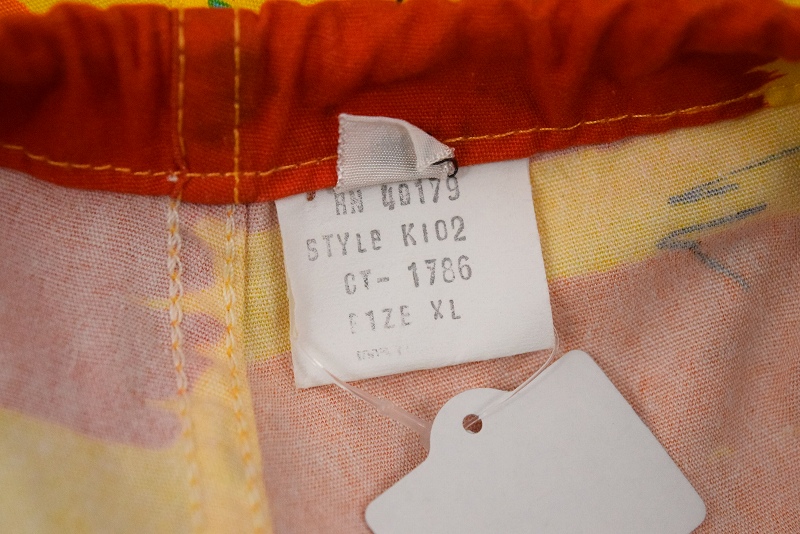 RN 40179
STYLE K102
CT- 1786
SIZE XL